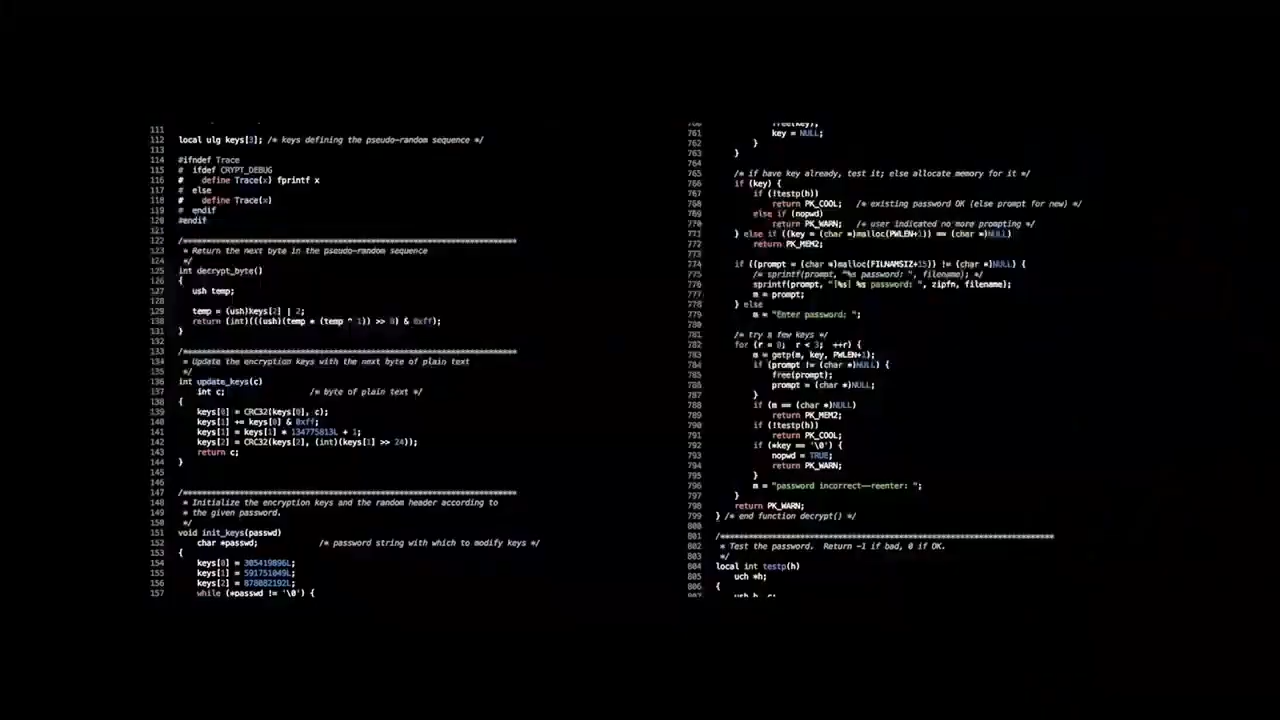 111
112 local ulg keys[3]; /* keys defining the pseudo-random sequence */
113
114 #ifndef Trace
115 #  ifdef CRYPT_DEBUG
116 #    define Trace(x) fprintf x
117 #  else
118 #    define Trace(x)
119 #  endif
120 #endif
121
122 /***********************************************************************
123  * Return the next byte in the pseudo-random sequence
124  */
125 int decrypt_byte()
126 {
127    ush temp;
128
129    temp = (ush)keys[2] | 2;
130    return (int)(((ush)(temp * (temp ^ 1)) >> 8) & 0xff);
131 }
132
133 /***********************************************************************
134  * Update the encryption keys with the next byte of plain text
135  */
136 int update_keys(c)
137     int c;                  /* byte of plain text */
138 {
139     keys[0] = CRC32(keys[0], c);
140     keys[1] += keys[0] & 0xff;
141     keys[1] = keys[1] * 134775813L + 1;
142     keys[2] = CRC32(keys[2], (int)(keys[1] >> 24));
143     return c;
144 }
145
146
147 /***********************************************************************
148  * Initialize the encryption keys and the random header according to
149  * the given password.
150  */
151 void init_keys(passwd)
152     char *passwd;             /* password string with which to modify keys */
153 {
154     keys[0] = 305419896L;
155     keys[1] = 591751049L;
156     keys[2] = 878082192L;
157     while (*passwd != '\0') {
760             free(key);
761             key = NULL;
762         }
763     }
764
765     /* if have key already, test it; else allocate memory for it */
766     if (key) {
767         if (!testp(h))
768             return PK_COOL;   /* existing password OK (else prompt for new) */
769         else if (nopwd)
770             return PK_WARN;   /* user indicated no more prompting */
771     } else if ((key = (char *)malloc(PWLEN+1)) == (char *)NULL)
772         return PK_MEM2;
773
774     if ((prompt = (char *)malloc(FILNAMSIZ+15)) != (char *)NULL) {
775         /* sprintf(prompt, "%s password: ", filename); */
776         sprintf(prompt, "[%s] %s password: ", zipfn, filename);
777         m = prompt;
778     } else
779         m = "Enter password: ";
780
781     /* try a few keys */
782     for (r = 0;  r < 3;  ++r) {
783         m = getp(m, key, PWLEN+1);
784         if (prompt != (char *)NULL) {
785             free(prompt);
786             prompt = (char *)NULL;
787         }
788         if (m == (char *)NULL)
789             return PK_MEM2;
790         if (!testp(h))
791             return PK_COOL;
792         if (*key == '\0') {
793             nopwd = TRUE;
794             return PK_WARN;
795         }
796         m = "password incorrect--reenter: ";
797     }
798     return PK_WARN;
799 } /* end function decrypt() */
800
801 /***********************************************************************
802  * Test the password.  Return -1 if bad, 0 if OK.
803  */
804 local int testp(h)
805     uch *h;
806 {
807     ush b, c;